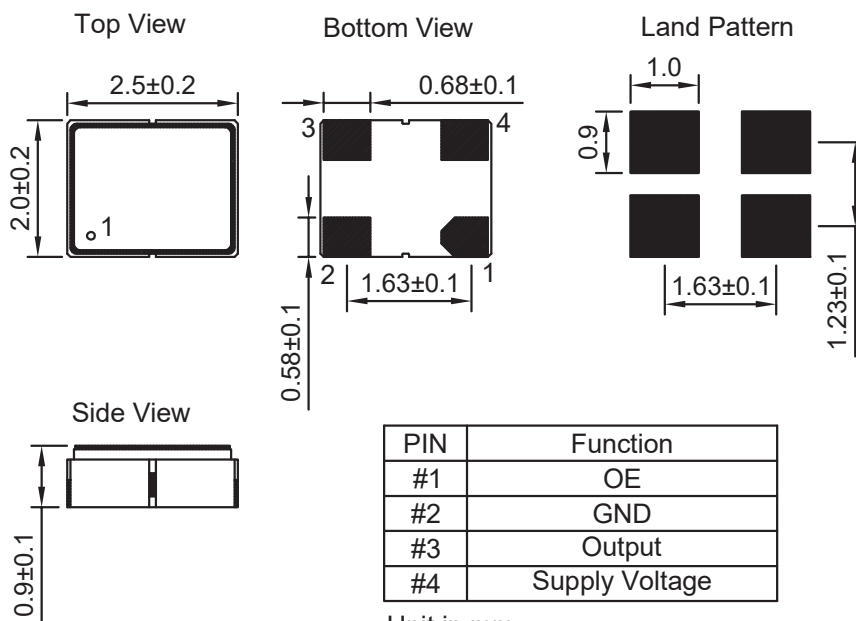 Top View
Bottom View
Land Pattern
2.5±0.2
0.68±0.1
1.0
3
4
2.0±0.2
0.9
1
2
1
1.63±0.1
1.63±0.1
0.58±0.1
1.23±0.1
Side View
0.9±0.1
PIN Function
#1 OE
#2 GND
#3 Output
#4 Supply Voltage